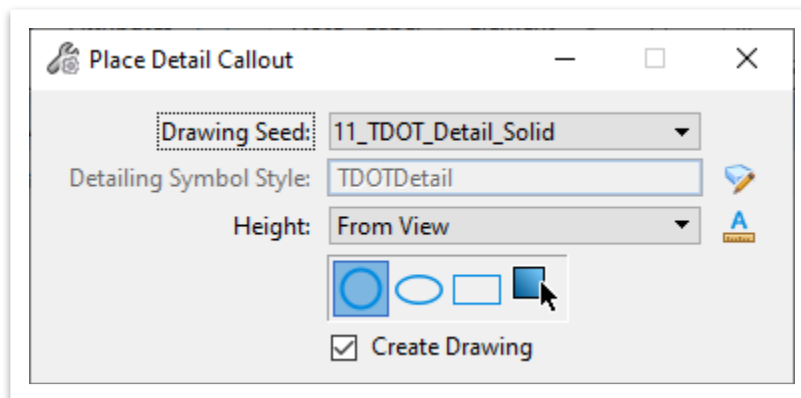 Place Detail Callout
Drawing Seed: 11_TDOT_Detail_Solid
Detailing Symbol Style: TDOTDetail
Height: From View
A
Create Drawing